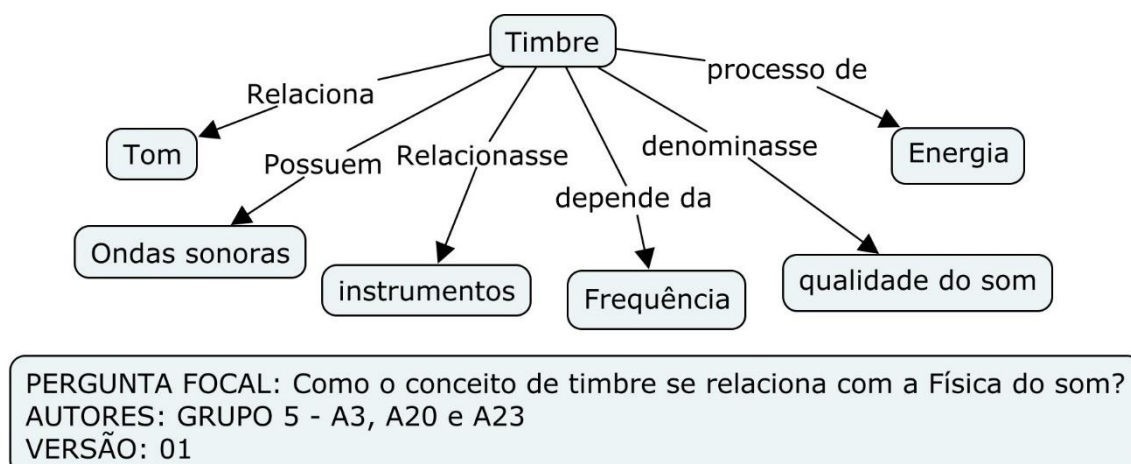 Timbre
processo de
Relaciona
Tom
Possuem
Relacionasse
denominasse
Energia
depende da
Ondas sonoras
instrumentos
Frequência
qualidade do som
PERGUNTA FOCAL: Como o conceito de timbre se relaciona com a Física do som?
AUTORES: GRUPO 5 - A3, A20 e A23
VERSÃO: 01